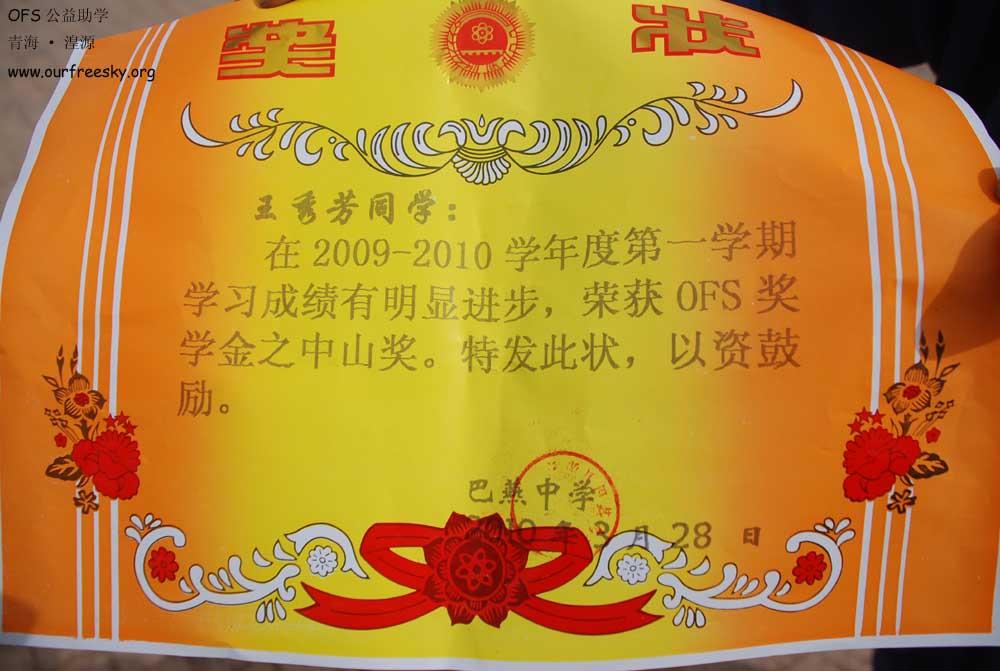 OFS 公益助学
青海 · 湟源
www.ourfreesky.org
奖 状
王秀芳同学：
在 2009-2010 学年度第一学期
学习成绩有明显进步，荣获 OFS 奖
学金之中山奖。特发此状，以资鼓
励。
巴燕中学
2010 年 3 月 28 日